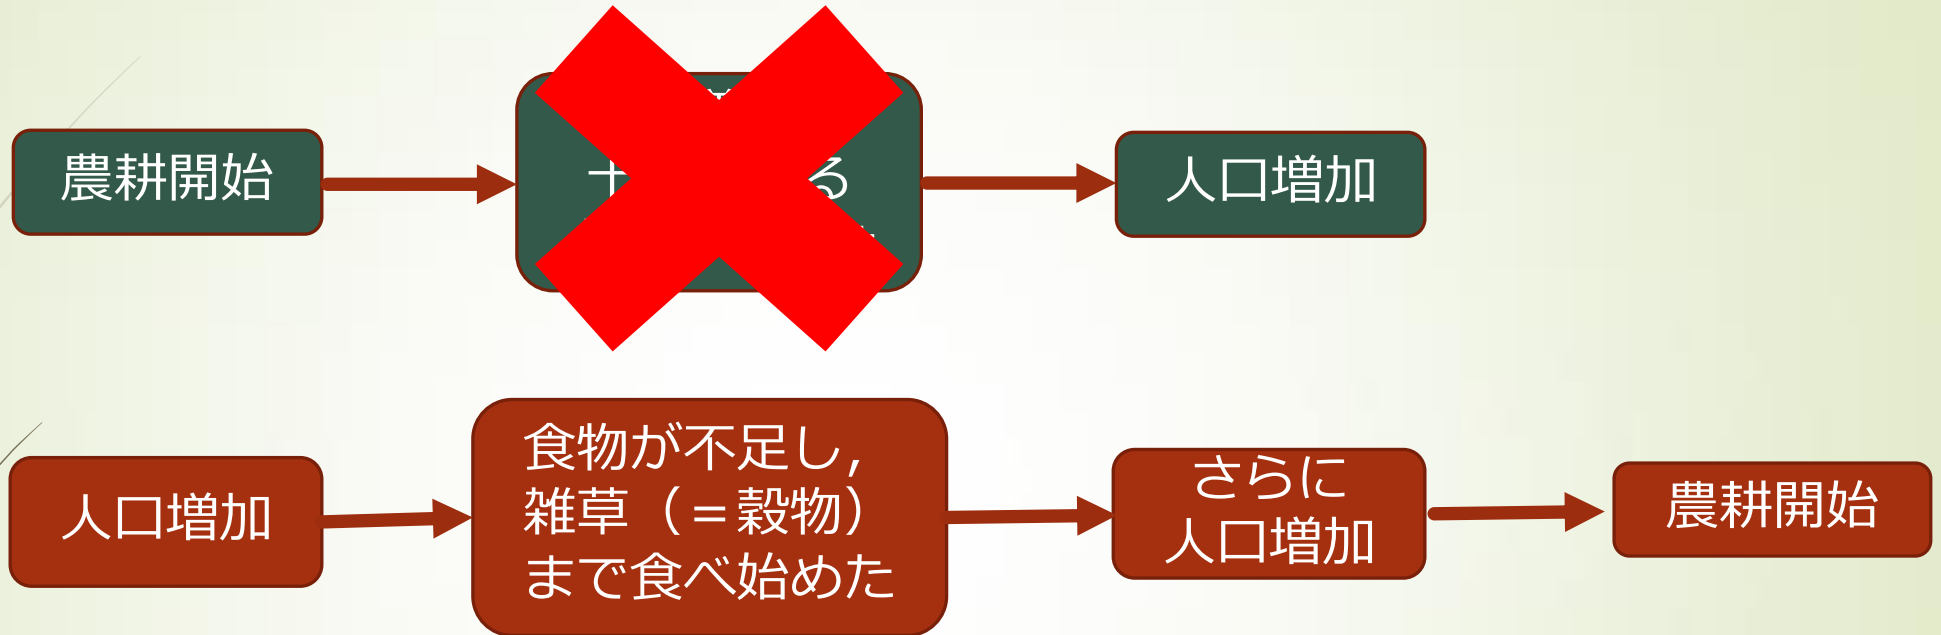 農耕開始
る
人口増加
人口増加
食物が不足し,
雑草（＝穀物）
まで食べ始めた
さらに
人口増加
農耕開始